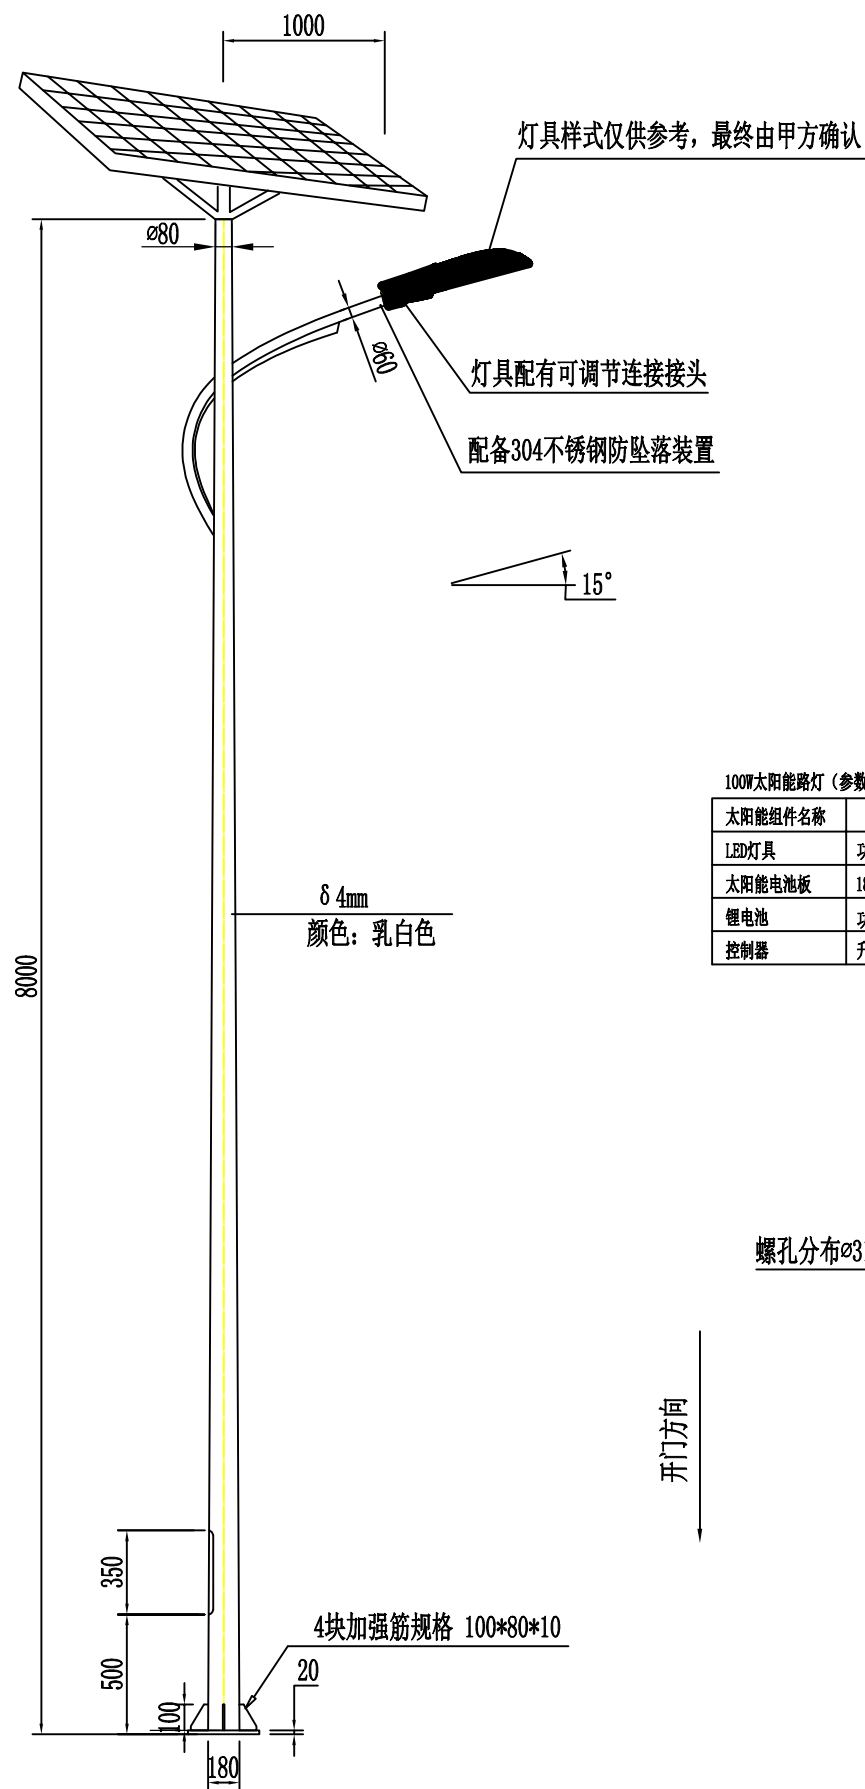 1000
灯具样式仅供参考，最终由甲方确认
ø80
ø60
灯具配有可调节连接接头
配备304不锈钢防坠落装置
15°
100W太阳能路灯（参数
太阳能组件名称
LED灯具
太阳能电池板 18
锂电池
控制器 升
δ 4mm
颜色：乳白色
8000
螺孔分布ø3
开门方向
350
4块加强筋规格 100*80*10
500
20
100
180